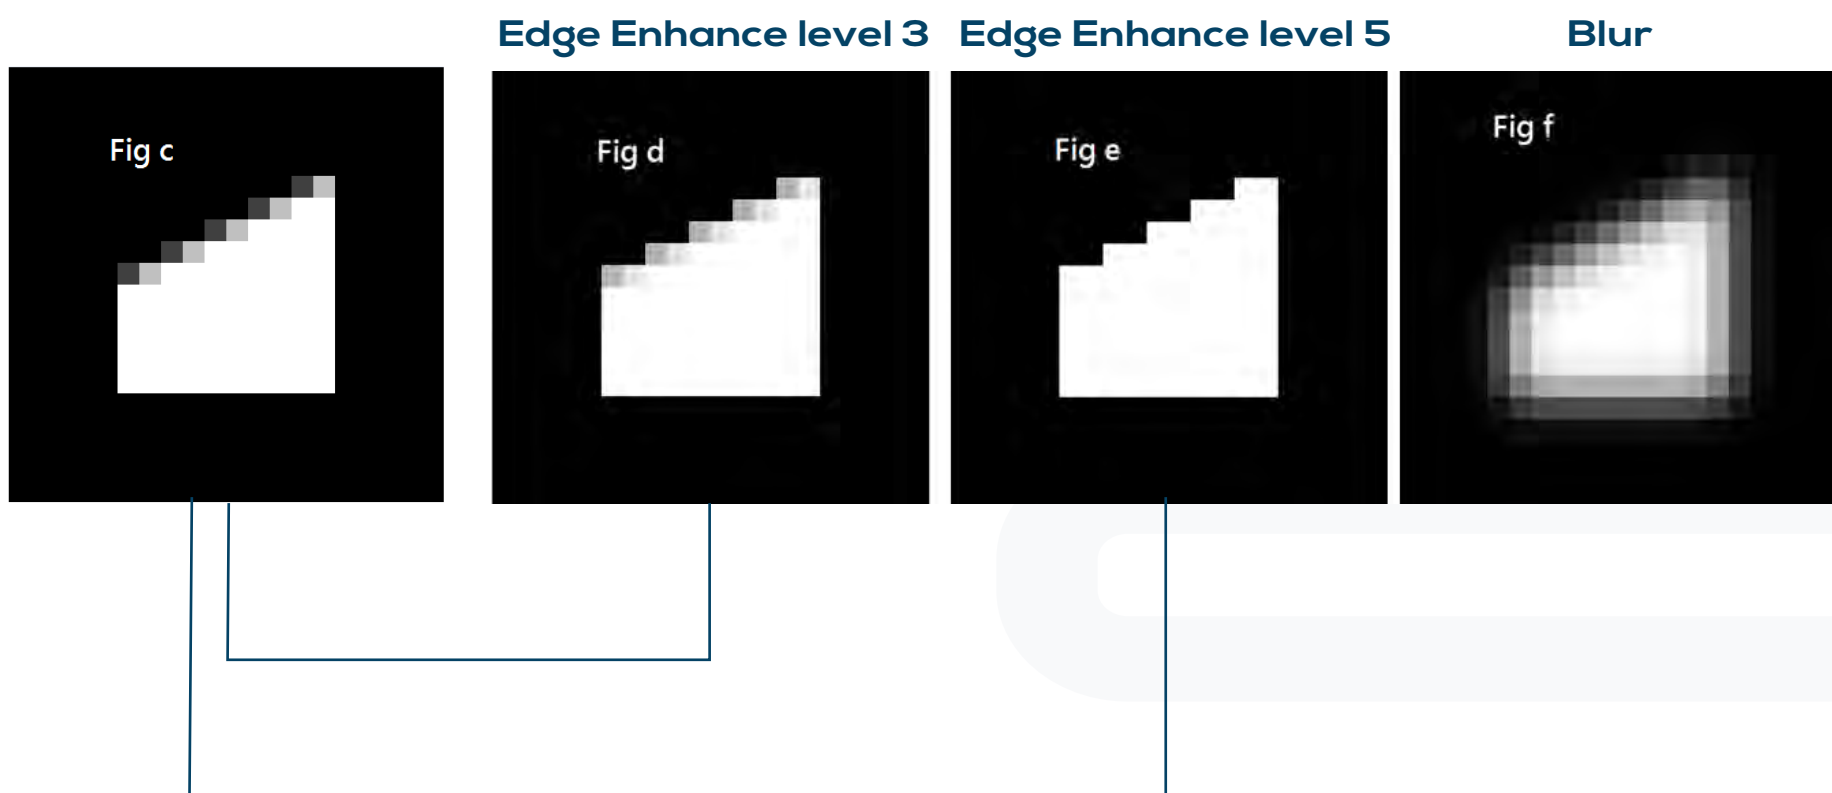 Edge Enhance level 3
Edge Enhance level 5
Blur
Fig c
Fig d
Fig e
Fig f